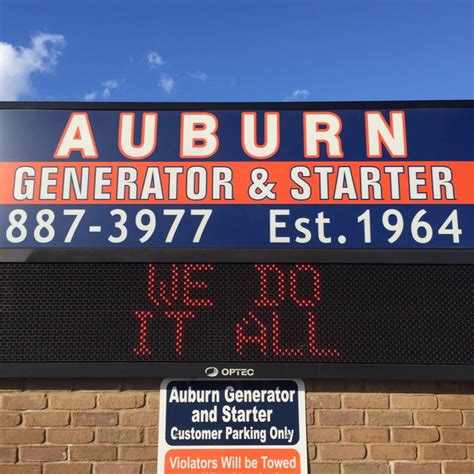 AUBURN
GENERATOR & STARTER
887-3977 Est. 1964
WE DO
IT ALL
OPTEC
Auburn Generator
and Starter
Customer Parking Only
Violators Will be Towed